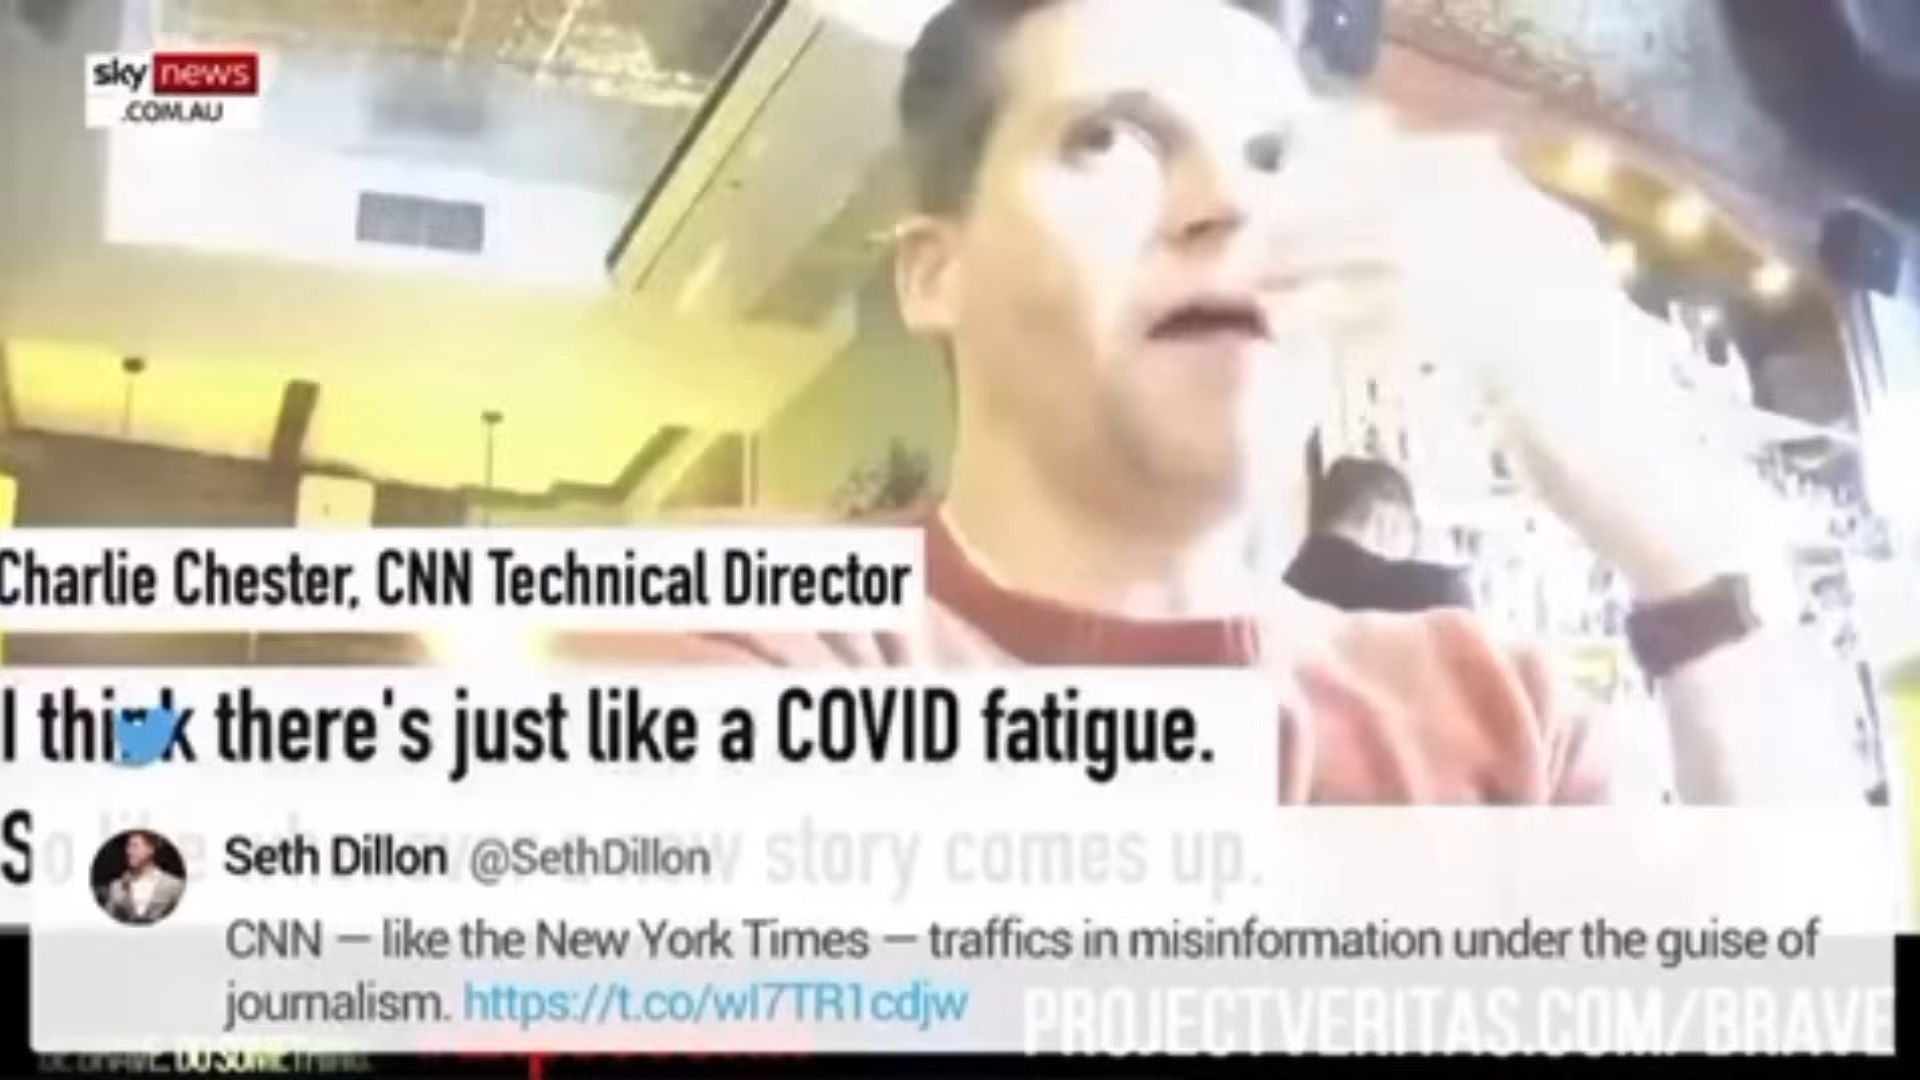 sky news
.COM.AU
Charlie Chester, CNN Technical Director
I think there's just like a COVID fatigue.
story comes up.
Seth Dillon @SethDillon
CNN — like the New York Times — traffics in misinformation under the guise of
journalism. https://t.co/wI7TR1cdjw
PROJECTVERITAS.COM/BRAVE